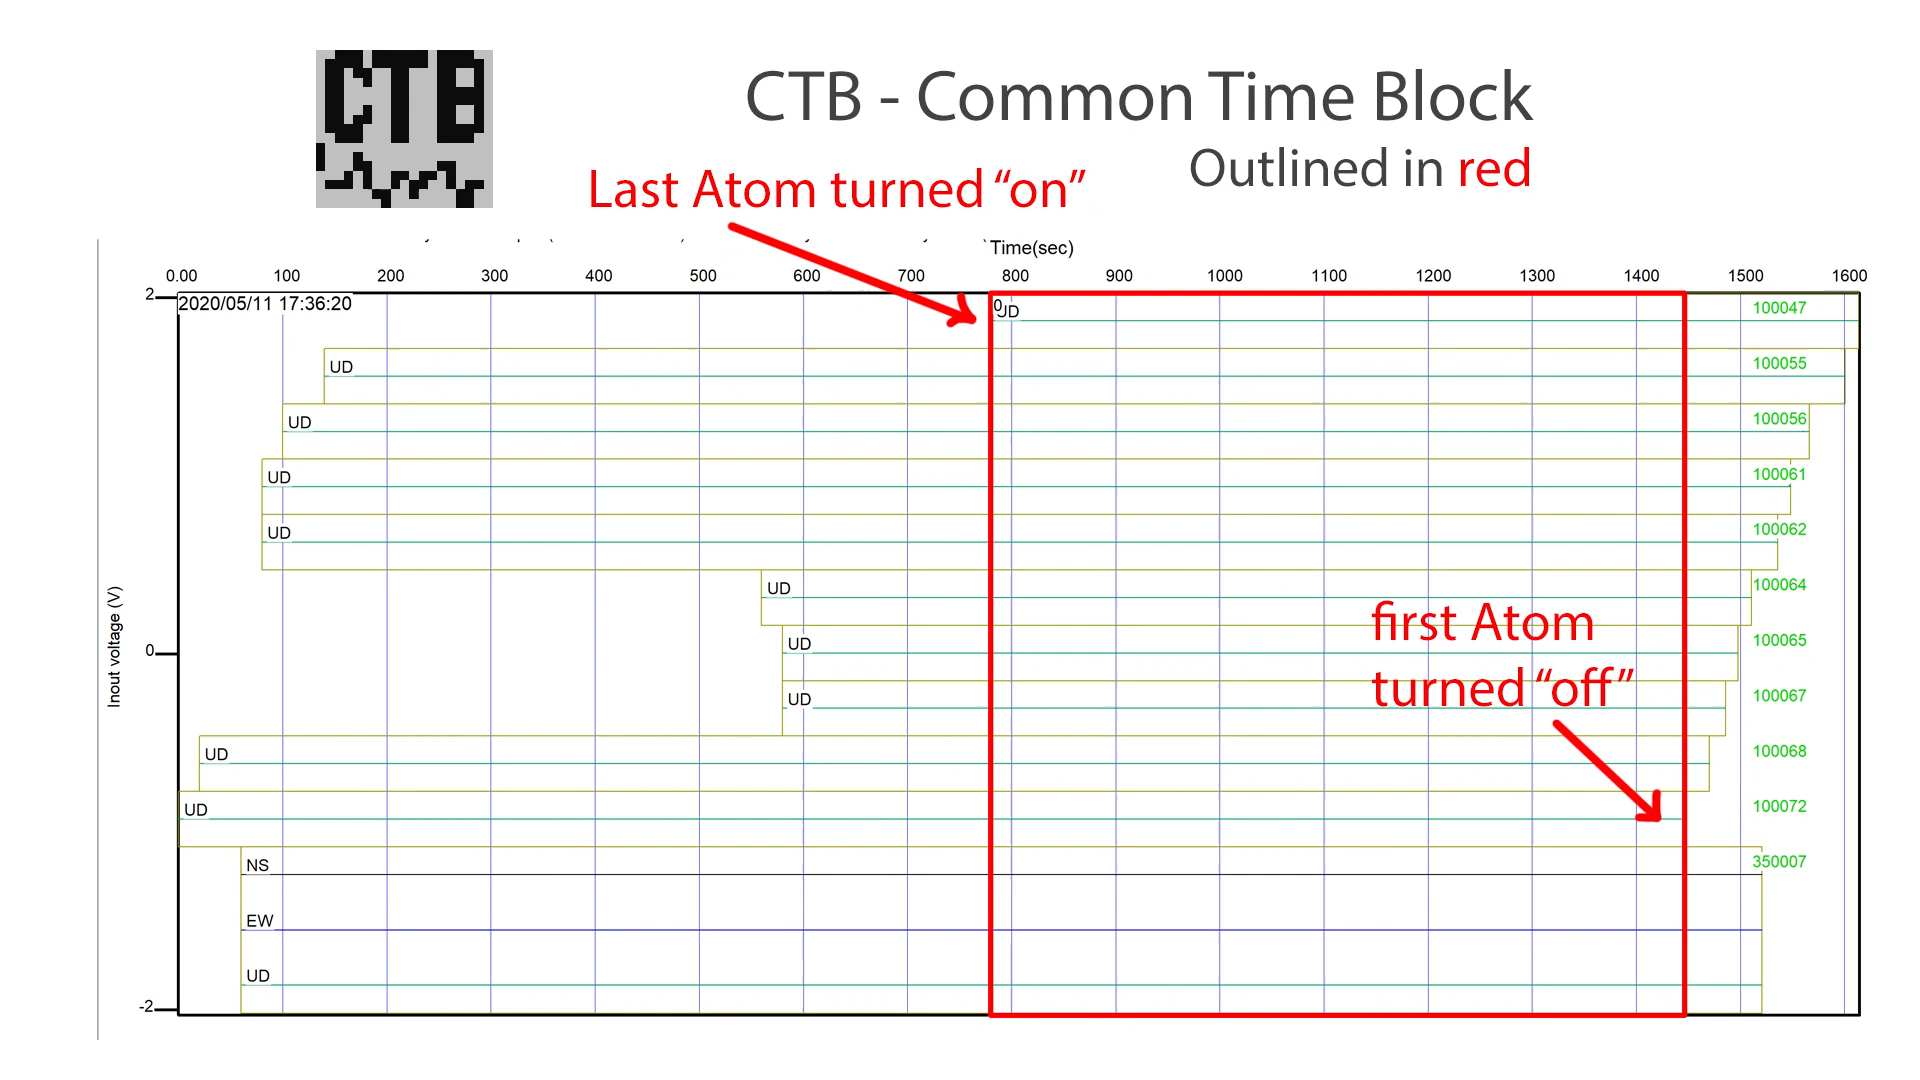 CTB
CTB - Common Time Block
Outlined in red
Last Atom turned “on”
Time(sec)
0.00 100 200 300 400 500 600 700 800 900 1000 1100 1200 1300 1400 1500 1600
2
2020/05/11 17:36:20
0
UD
100047
UD
100055
UD
100056
UD
100061
UD
100062
UD
100064
first Atom
turned “off”
Inout voltage (V)
0
UD
100065
UD
100067
UD
100068
UD
100072
NS
350007
EW
UD
-2